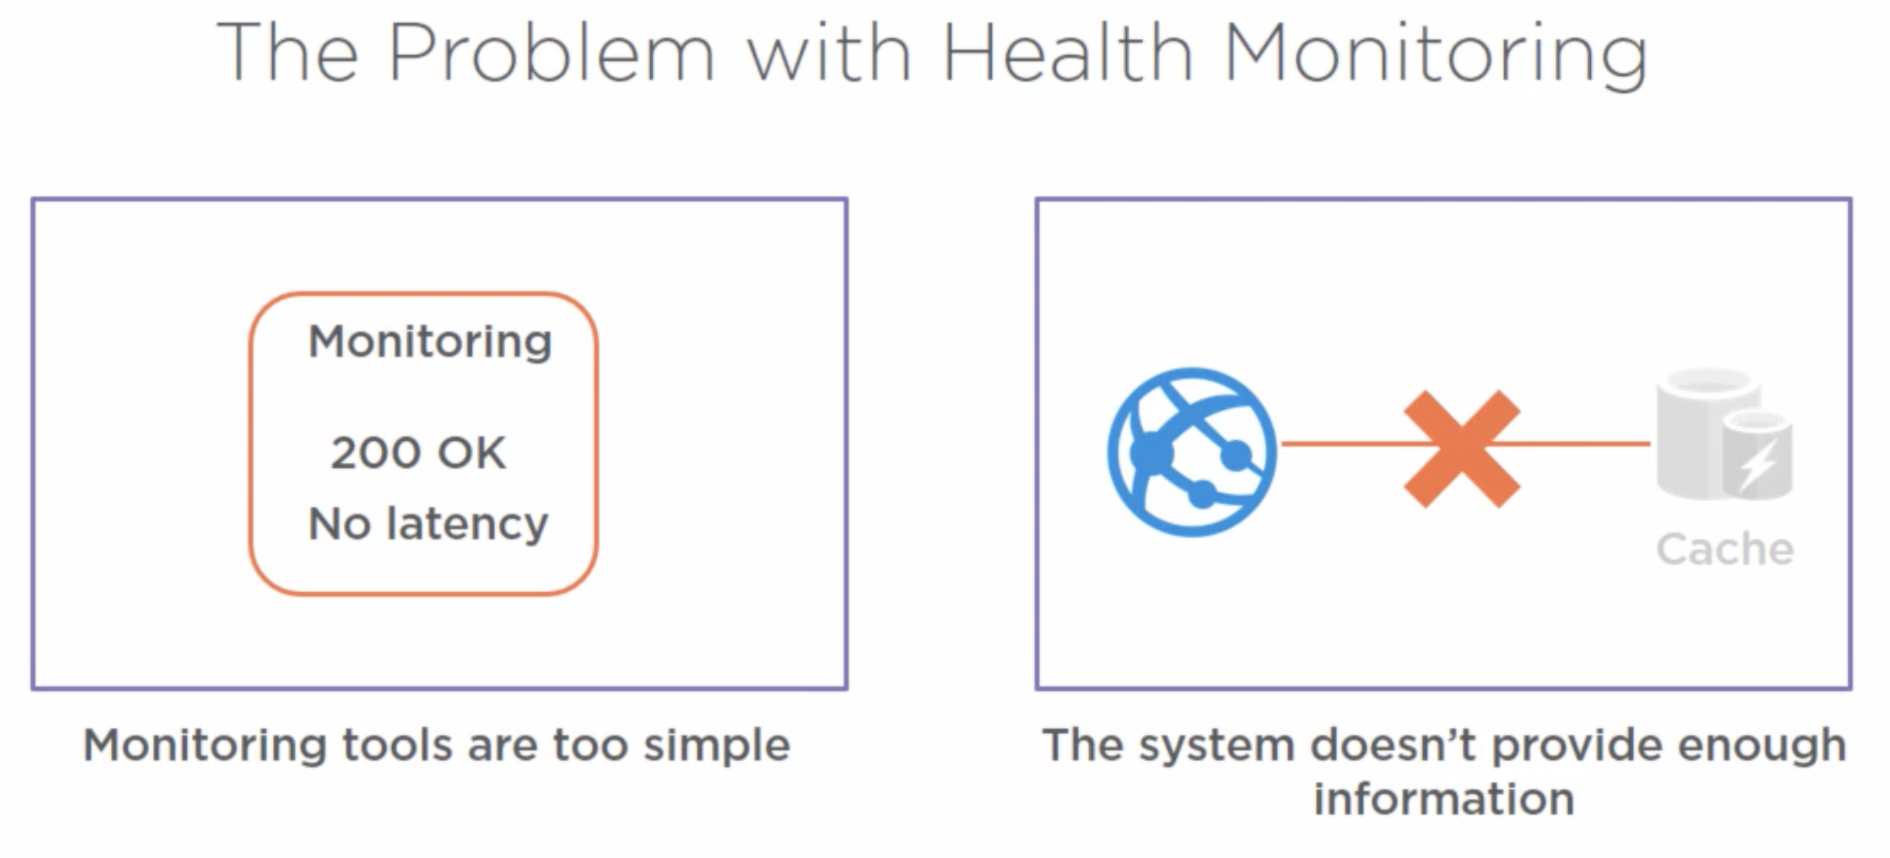 The Problem with Health Monitoring
Monitoring
200 OK
No latency
Cache
Monitoring tools are too simple
The system doesn’t provide enough
information